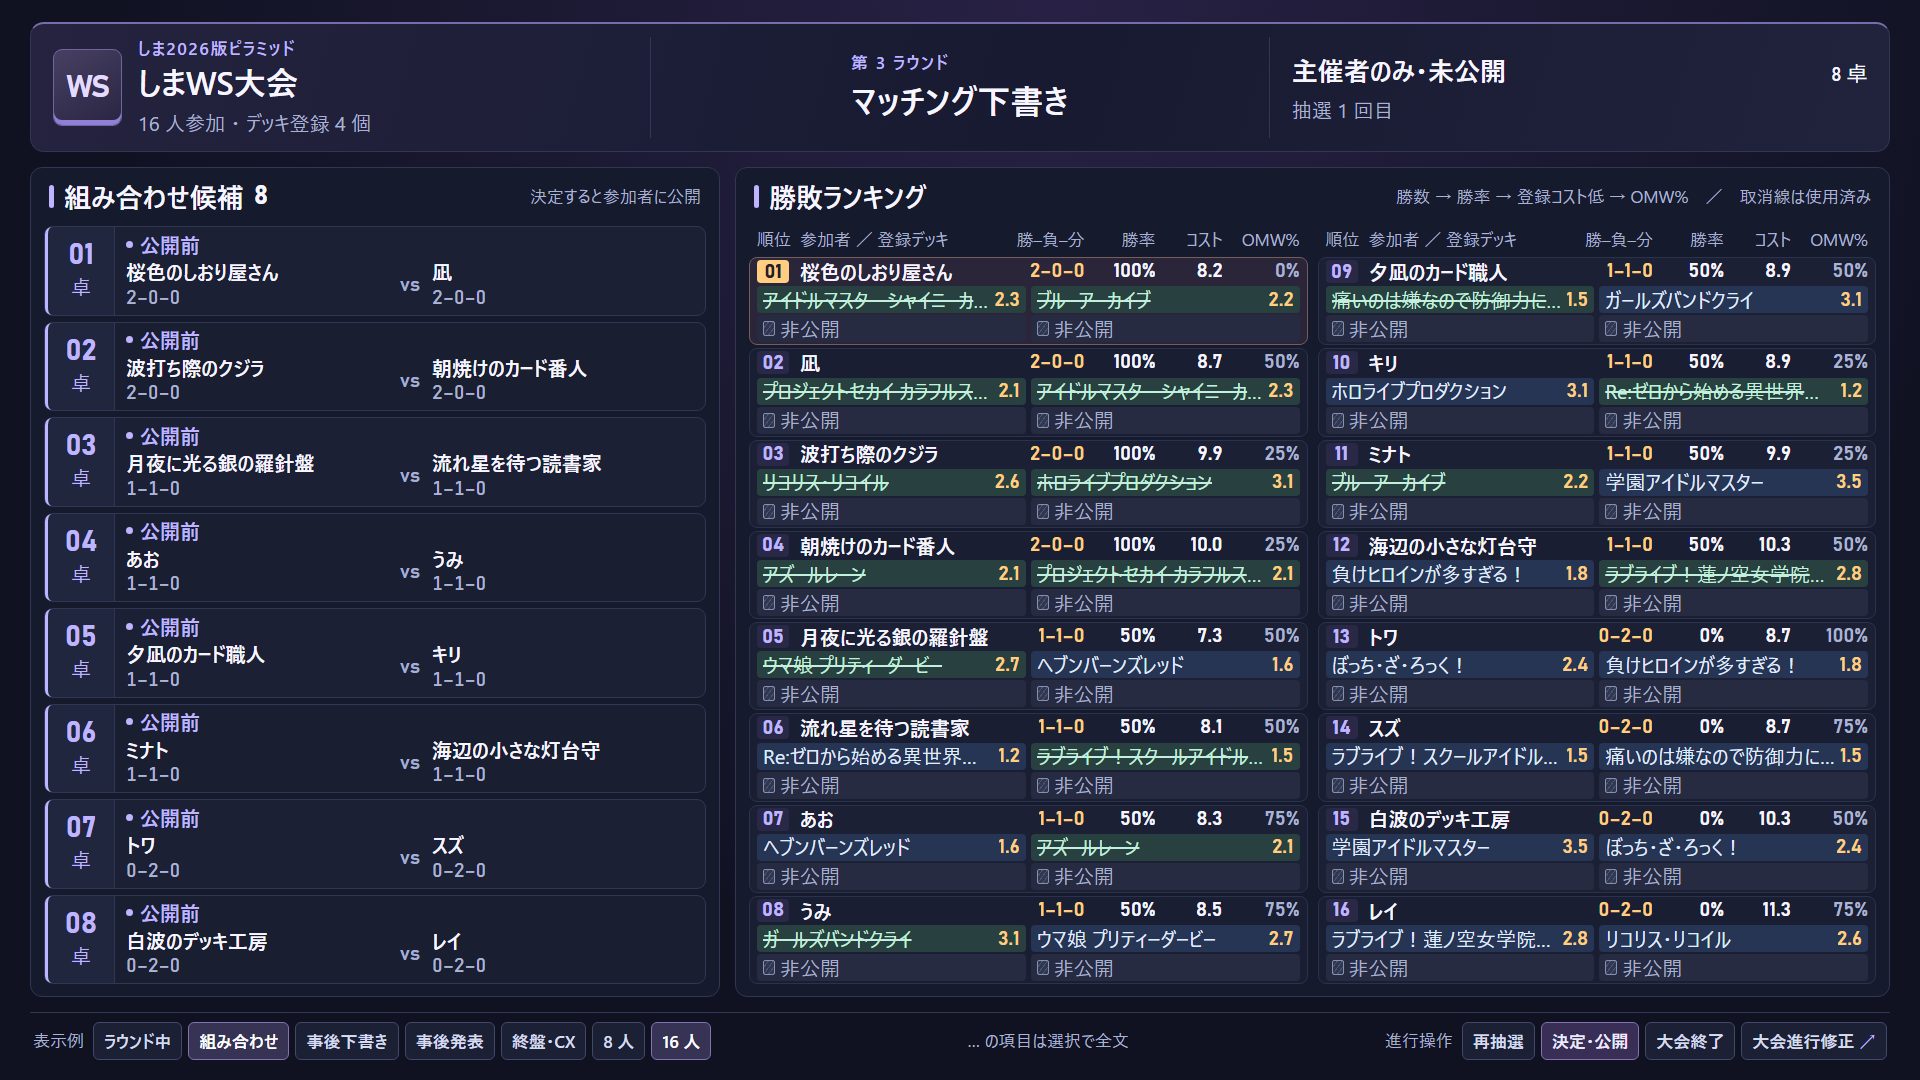 しま2026版ピラミッド
WS
しまWS大会
16 人参加・デッキ登録 4 個
第 3 ラウンド
マッチング下書き
主催者のみ・未公開
8 卓
抽選 1 回目
組み合わせ候補 8
決定すると参加者に公開
01 卓
• 公開前
桜色のしおり屋さん vs 凪
2-0-0 2-0-0
02 卓
• 公開前
波打ち際のクジラ vs 朝焼けのカード番人
2-0-0 2-0-0
03 卓
• 公開前
月夜に光る銀の羅針盤 vs 流れ星を待つ読書家
1-1-0 1-1-0
04 卓
• 公開前
あお vs うみ
1-1-0 1-1-0
05 卓
• 公開前
夕凪のカード職人 vs キリ
1-1-0 1-1-0
06 卓
• 公開前
ミナト vs 海辺の小さな灯台守
1-1-0 1-1-0
07 卓
• 公開前
トワ vs スズ
0-2-0 0-2-0
08 卓
• 公開前
白波のデッキ工房 vs レイ
0-2-0 0-2-0
勝敗ランキング
勝数 → 勝率 → 登録コスト低 → OMW% ／ 取消線は使用済み
順位 参加者 ／ 登録デッキ 勝–負–分 勝率 コスト OMW%
01 桜色のしおり屋さん 2-0-0 100% 8.2 0%
アイドルマスター シャイニーカ... 2.3 ブルーアーカイブ 2.2
非公開 非公開
02 凪 2-0-0 100% 8.7 50%
プロジェクトセカイ カラフルス... 2.1 アイドルマスター シャイニーカ... 2.3
非公開 非公開
03 波打ち際のクジラ 2-0-0 100% 9.9 25%
リコリス・リコイル 2.6 ホロライブプロダクション 3.1
非公開 非公開
04 朝焼けのカード番人 2-0-0 100% 10.0 25%
アズールレーン 2.1 プロジェクトセカイ カラフルス... 2.1
非公開 非公開
05 月夜に光る銀の羅針盤 1-1-0 50% 7.3 50%
ウマ娘 プリティーダービー 2.7 ヘブンバーンズレッド 1.6
非公開 非公開
06 流れ星を待つ読書家 1-1-0 50% 8.1 50%
Re:ゼロから始める異世界... 1.2 ラブライブ！スクールアイドル... 1.5
非公開 非公開
07 あお 1-1-0 50% 8.3 75%
ヘブンバーンズレッド 1.6 アズールレーン 2.1
非公開 非公開
08 うみ 1-1-0 50% 8.5 75%
ガールズバンドクライ 3.1 ウマ娘 プリティーダービー 2.7
非公開 非公開
順位 参加者 ／ 登録デッキ 勝–負–分 勝率 コスト OMW%
09 夕凪のカード職人 1-1-0 50% 8.9 50%
痛いのは嫌なので防御力に... 1.5 ガールズバンドクライ 3.1
非公開 非公開
10 キリ 1-1-0 50% 8.9 25%
ホロライブプロダクション 3.1 Re:ゼロから始める異世界... 1.2
非公開 非公開
11 ミナト 1-1-0 50% 9.9 25%
ブルーアーカイブ 2.2 学園アイドルマスター 3.5
非公開 非公開
12 海辺の小さな灯台守 1-1-0 50% 10.3 50%
負けヒロインが多すぎる！ 1.8 ラブライブ！蓮ノ空女学院... 2.8
非公開 非公開
13 トワ 0-2-0 0% 8.7 100%
ぼっち・ざ・ろっく！ 2.4 負けヒロインが多すぎる！ 1.8
非公開 非公開
14 スズ 0-2-0 0% 8.7 75%
ラブライブ！スクールアイドル... 1.5 痛いのは嫌なので防御力に... 1.5
非公開 非公開
15 白波のデッキ工房 0-2-0 0% 10.3 50%
学園アイドルマスター 3.5 ぼっち・ざ・ろっく！ 2.4
非公開 非公開
16 レイ 0-2-0 0% 11.3 75%
ラブライブ！蓮ノ空女学院... 2.8 リコリス・リコイル 2.6
非公開 非公開
表示例 ラウンド中 組み合わせ 事後下書き 事後発表 終盤・CX 8 人 16 人
... の項目は選択で全文
進行操作 再抽選 決定・公開 大会終了 大会進行修正 ↗